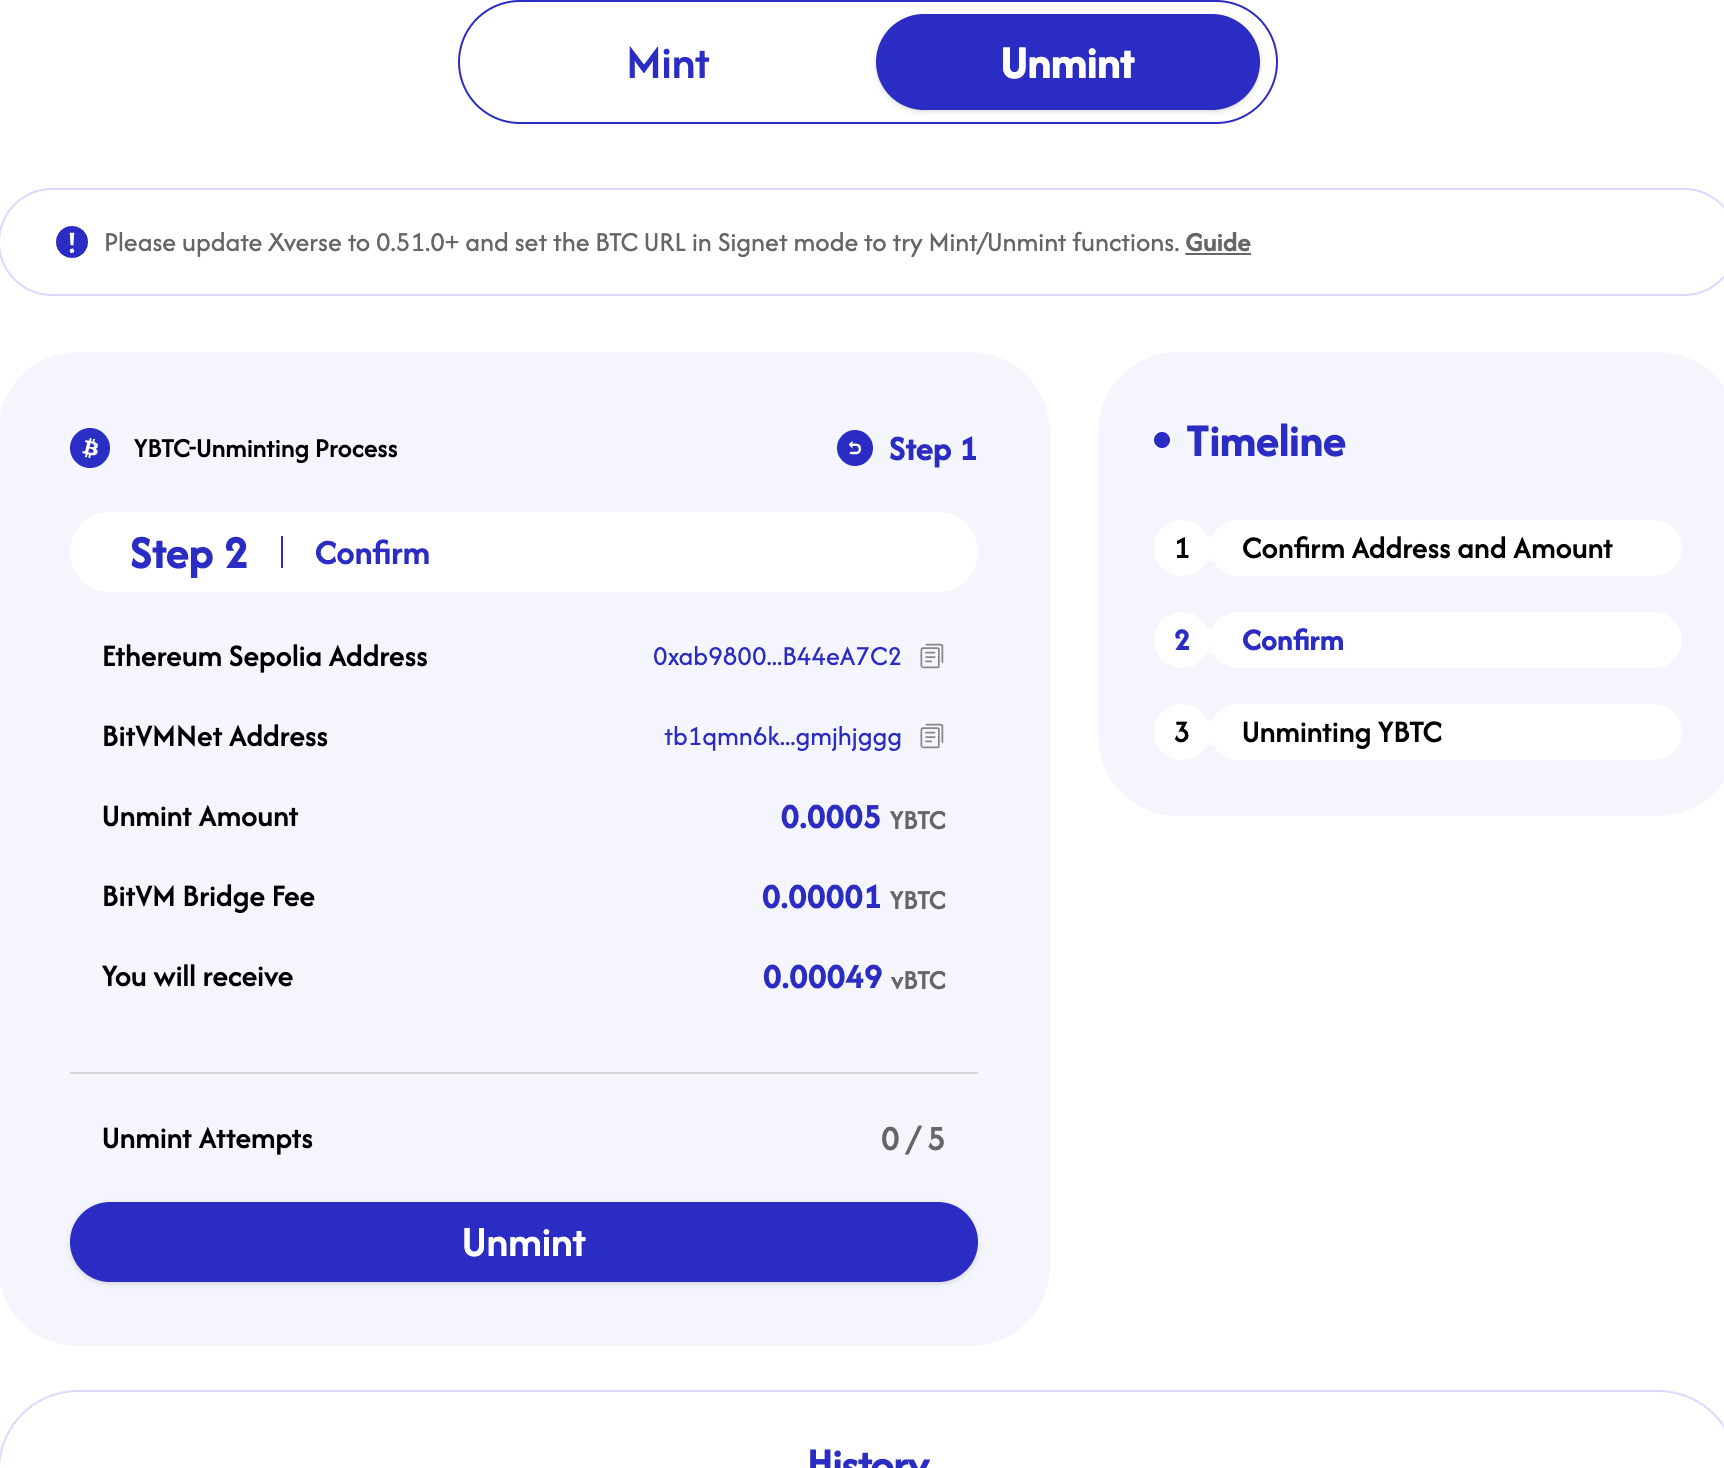 Mint
Unmint
Please update Xverse to 0.51.0+ and set the BTC URL in Signet mode to try Mint/Unmint functions. Guide
YBTC-Unminting Process
Step 1
Step 2 | Confirm
Ethereum Sepolia Address
0xab9800...B44eA7C2
BitVMNet Address
tb1qmn6k...gmjhjggg
Unmint Amount
0.0005 YBTC
BitVM Bridge Fee
0.00001 YBTC
You will receive
0.00049 vBTC
Unmint Attempts
0 / 5
Unmint
Timeline
1 Confirm Address and Amount
2 Confirm
3 Unminting YBTC
History